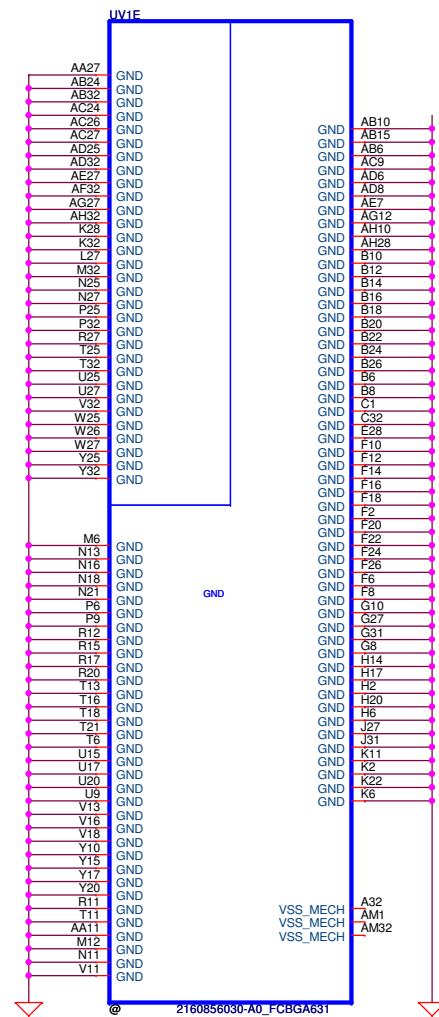 UV1E
AA27 GND
AB24 GND
AB32 GND
AC24 GND
AC26 GND
AC27 GND
AD25 GND
AD32 GND
AE27 GND
AF32 GND
AG27 GND
AH32 GND
K28 GND
K32 GND
L27 GND
M32 GND
N25 GND
N27 GND
P25 GND
P32 GND
R27 GND
T25 GND
T32 GND
U25 GND
U27 GND
V32 GND
W25 GND
W26 GND
W27 GND
Y25 GND
Y32 GND
M6 GND
N13 GND
N16 GND
N18 GND
N21 GND
P6 GND
P9 GND
R12 GND
R15 GND
R17 GND
R20 GND
T13 GND
T16 GND
T18 GND
T21 GND
T6 GND
U15 GND
U17 GND
U20 GND
U9 GND
V13 GND
V16 GND
V18 GND
Y10 GND
Y15 GND
Y17 GND
Y20 GND
R11 GND
T11 GND
AA11 GND
M12 GND
N11 GND
V11 GND
GND
GND AB10
GND AB15
GND AB6
GND AC9
GND AD6
GND AD8
GND AE7
GND AG12
GND AH10
GND AH28
GND B10
GND B12
GND B14
GND B16
GND B18
GND B20
GND B22
GND B24
GND B26
GND B6
GND B8
GND C1
GND C32
GND E28
GND F10
GND F12
GND F14
GND F16
GND F18
GND F2
GND F20
GND F22
GND F24
GND F26
GND F6
GND F8
GND G10
GND G27
GND G31
GND G8
GND H14
GND H17
GND H2
GND H20
GND H6
GND J27
GND J31
GND K11
GND K2
GND K22
GND K6
VSS_MECH A32
VSS_MECH AM1
VSS_MECH AM32
@ 2160856030-A0_FCBGA631